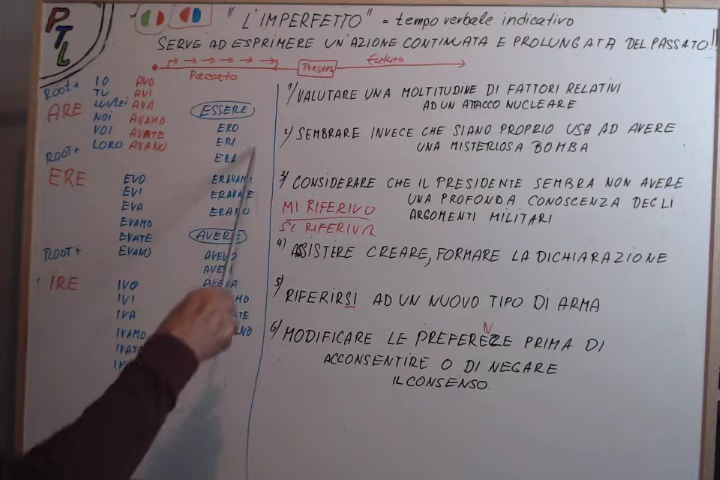 PTL
"L'IMPERFETTO" = tempo verbale indicativo
SERVE AD ESPRIMERE UN'AZIONE CONTINUATA E PROLUNGATA DEL PASSATO!!
Passato
Present
futuro
ROOT+
ARE
IO AVO
TU AVI
LUI/LEI AVA
NOI AVAMO
VOI AVATE
LORO AVANO
ROOT+
ERE
EVO
EVI
EVA
EVAMO
EVATE
EVANO
ROOT+
IRE
IVO
IVI
IVA
IVAMO
ESSERE
ERO
ERI
ERA
ERAVAMO
ERAVATE
ERANO
AVERE
AVEVO
AVEVA
1) VALUTARE UNA MOLTITUDINE DI FATTORI RELATIVI
AD UN ATTACCO NUCLEARE
2) SEMBRARE INVECE CHE SIANO PROPRIO USA AD AVERE
UNA MISTERIOSA BOMBA
3) CONSIDERARE CHE IL PRESIDENTE SEMBRA NON AVERE
UNA PROFONDA CONOSCENZA DEGLI
ARGOMENTI MILITARI
MI RIFERIVO
SI RIFERIVA
4) ASSISTERE CREARE, FORMARE LA DICHIARAZIONE
5) RIFERIRSI AD UN NUOVO TIPO DI ARMA
N
6) MODIFICARE LE PREFEREZE PRIMA DI
ACCONSENTIRE O DI NEGARE
IL CONSENSO